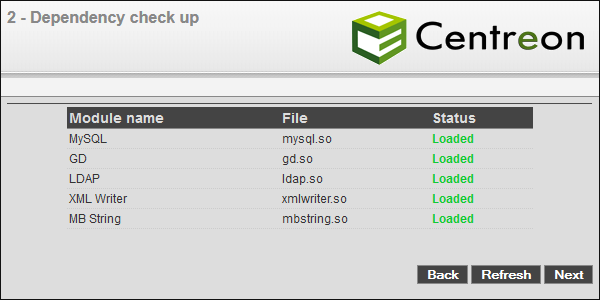 2 - Dependency check up
Centreon
Module name File Status
MySQL mysql.so Loaded
GD gd.so Loaded
LDAP ldap.so Loaded
XML Writer xmlwriter.so Loaded
MB String mbstring.so Loaded
Back Refresh Next